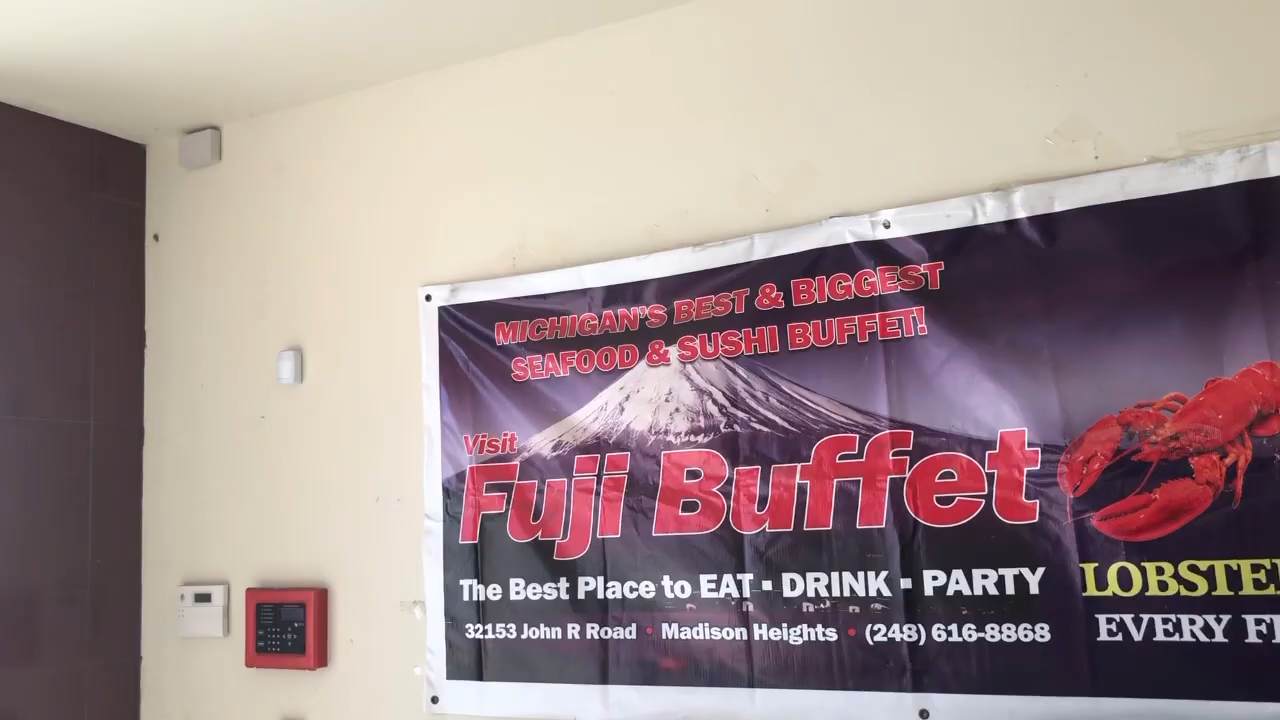 MICHIGAN'S BEST & BIGGEST
SEAFOOD & SUSHI BUFFET!
Visit
Fuji Buffet
The Best Place to EAT ▪ DRINK ▪ PARTY
32153 John R Road • Madison Heights • (248) 616-8868
LOBSTE
EVERY F